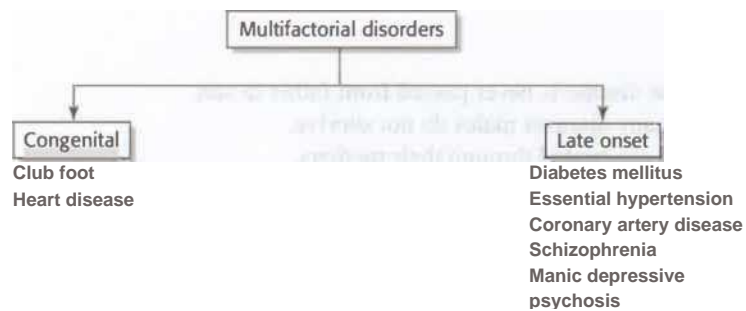 Multifactorial disorders
Congenital
Club foot
Heart disease
Late onset
Diabetes mellitus
Essential hypertension
Coronary artery disease
Schizophrenia
Manic depressive
psychosis